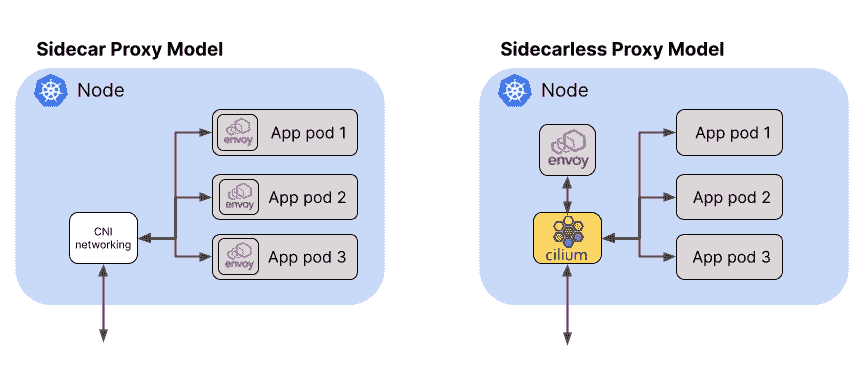 Sidecar Proxy Model
Node
envoy
App pod 1
envoy
App pod 2
CNI
networking
envoy
App pod 3
Sidecarless Proxy Model
Node
envoy
App pod 1
App pod 2
cilium
App pod 3